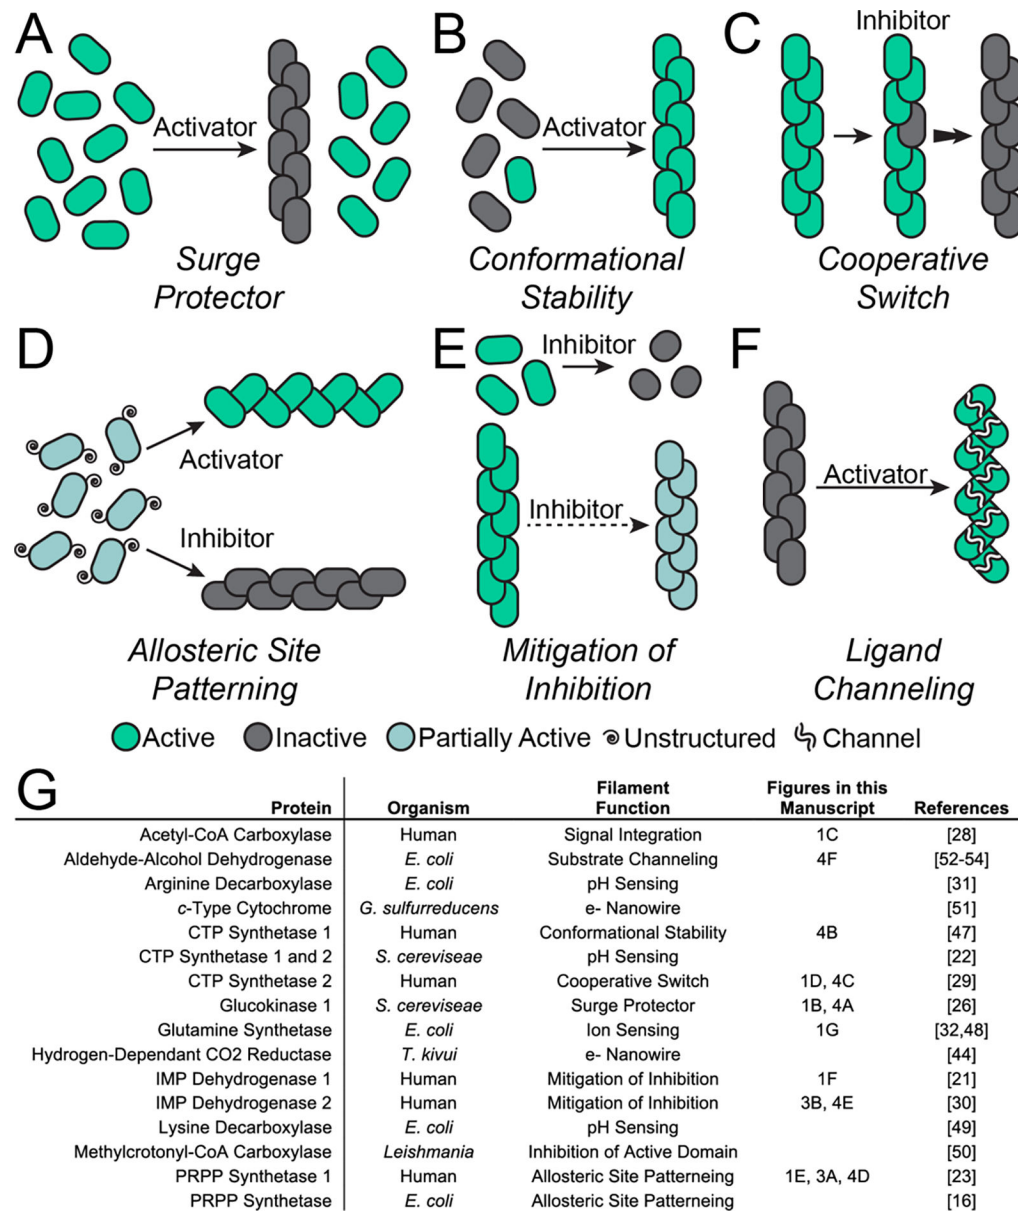 A
Activator
Surge
Protector
B
Activator
Conformational
Stability
C
Inhibitor
Cooperative
Switch
D
Activator
Inhibitor
Allosteric Site
Patterning
E
Inhibitor
Inhibitor
Mitigation of
Inhibition
F
Activator
Ligand
Channeling
Active Inactive Partially Active Unstructured Channel
G
Protein Organism Filament Function Figures in this Manuscript References
Acetyl-CoA Carboxylase Human Signal Integration 1C [28]
Aldehyde-Alcohol Dehydrogenase E. coli Substrate Channeling 4F [52-54]
Arginine Decarboxylase E. coli pH Sensing [31]
c-Type Cytochrome G. sulfurreducens e- Nanowire [51]
CTP Synthetase 1 Human Conformational Stability 4B [47]
CTP Synthetase 1 and 2 S. cereviseae pH Sensing [22]
CTP Synthetase 2 Human Cooperative Switch 1D, 4C [29]
Glucokinase 1 S. cereviseae Surge Protector 1B, 4A [26]
Glutamine Synthetase E. coli Ion Sensing 1G [32,48]
Hydrogen-Dependant CO2 Reductase T. kivui e- Nanowire [44]
IMP Dehydrogenase 1 Human Mitigation of Inhibition 1F [21]
IMP Dehydrogenase 2 Human Mitigation of Inhibition 3B, 4E [30]
Lysine Decarboxylase E. coli pH Sensing [49]
Methylcrotonyl-CoA Carboxylase Leishmania Inhibition of Active Domain [50]
PRPP Synthetase 1 Human Allosteric Site Patterneing 1E, 3A, 4D [23]
PRPP Synthetase E. coli Allosteric Site Patterneing [16]